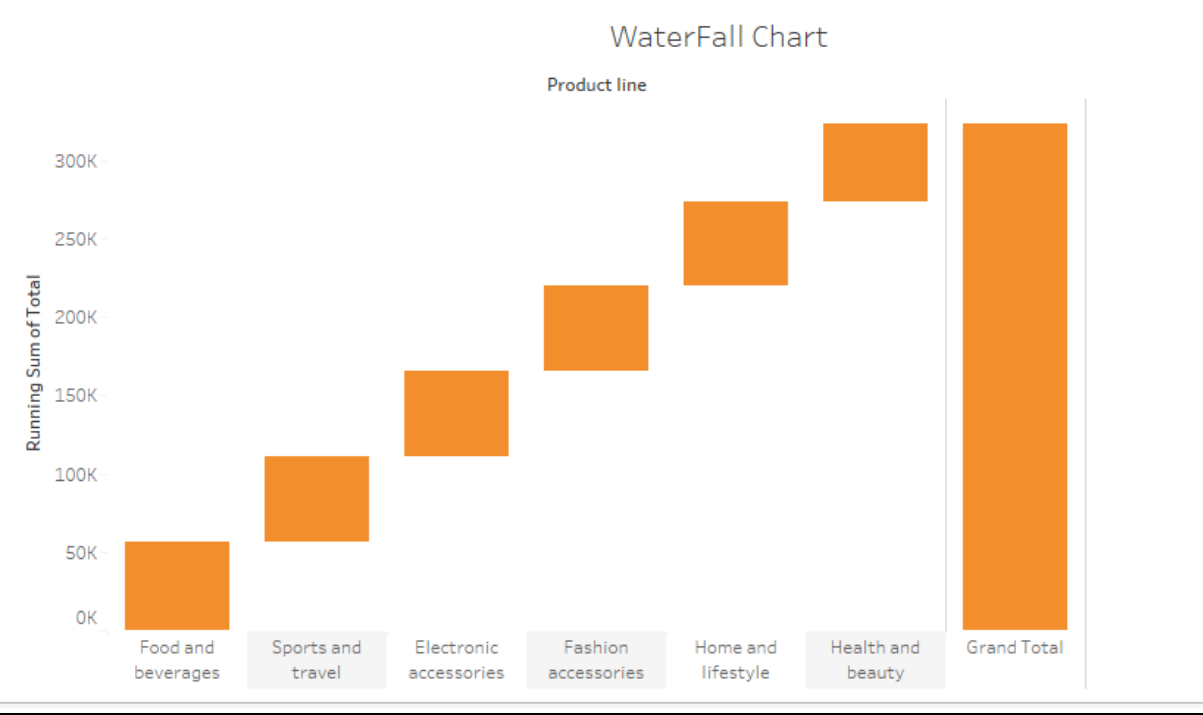 WaterFall Chart
Product line
Running Sum of Total
300K
250K
200K
150K
100K
50K
0K
Food and
beverages
Sports and
travel
Electronic
accessories
Fashion
accessories
Home and
lifestyle
Health and
beauty
Grand Total